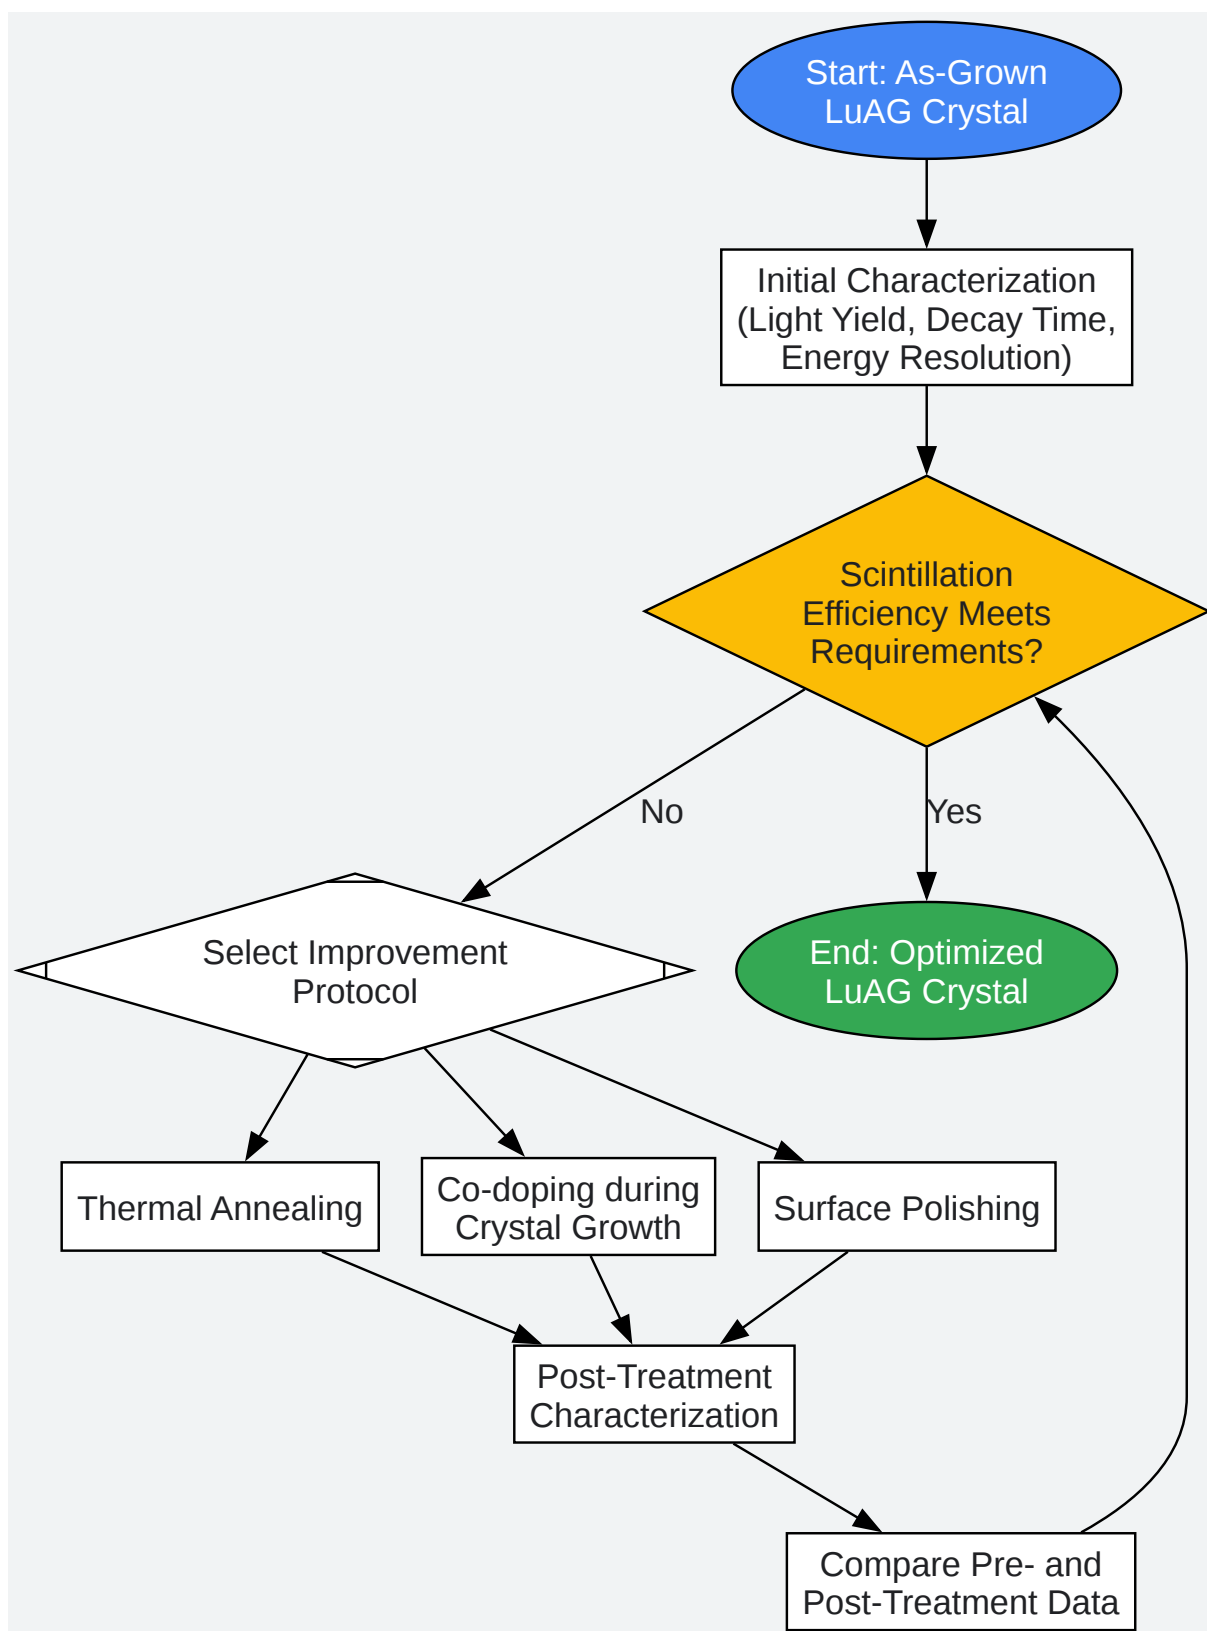 Start: As-Grown
LuAG Crystal
Initial Characterization
(Light Yield, Decay Time,
Energy Resolution)
Scintillation
Efficiency Meets
Requirements?
No
Yes
Select Improvement
Protocol
End: Optimized
LuAG Crystal
Thermal Annealing
Co-doping during
Crystal Growth
Surface Polishing
Post-Treatment
Characterization
Compare Pre- and
Post-Treatment Data